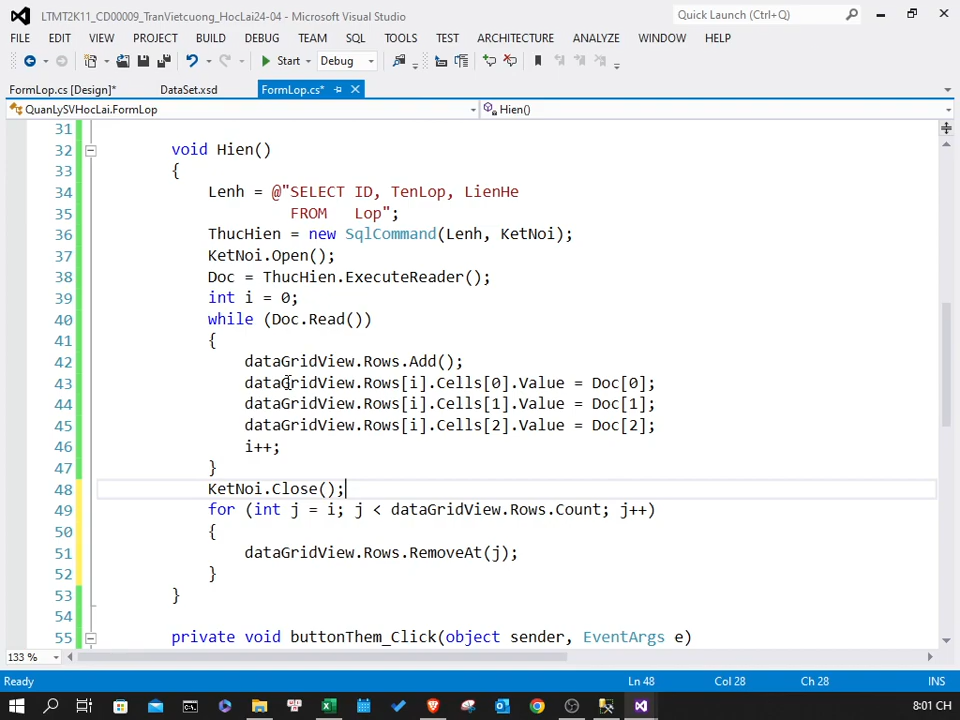 LTMT2K11_CD00009_TranVietcuong_HocLai24-04 - Microsoft Visual Studio
Quick Launch (Ctrl+Q)
FILE EDIT VIEW PROJECT BUILD DEBUG TEAM SQL TOOLS TEST ARCHITECTURE ANALYZE WINDOW HELP
Start Debug
FormLop.cs [Design]* DataSet.xsd FormLop.cs*
QuanLySVHocLai.FormLop Hien()
31
32 void Hien()
33 {
34 Lenh = @"SELECT ID, TenLop, LienHe
35 FROM Lop";
36 ThucHien = new SqlCommand(Lenh, KetNoi);
37 KetNoi.Open();
38 Doc = ThucHien.ExecuteReader();
39 int i = 0;
40 while (Doc.Read())
41 {
42 dataGridView.Rows.Add();
43 dataGridView.Rows[i].Cells[0].Value = Doc[0];
44 dataGridView.Rows[i].Cells[1].Value = Doc[1];
45 dataGridView.Rows[i].Cells[2].Value = Doc[2];
46 i++;
47 }
48 KetNoi.Close();
49 for (int j = i; j < dataGridView.Rows.Count; j++)
50 {
51 dataGridView.Rows.RemoveAt(j);
52 }
53 }
54
55 private void buttonThem_Click(object sender, EventArgs e)
133 %
Ready Ln 48 Col 28 Ch 28 INS
8:01 CH